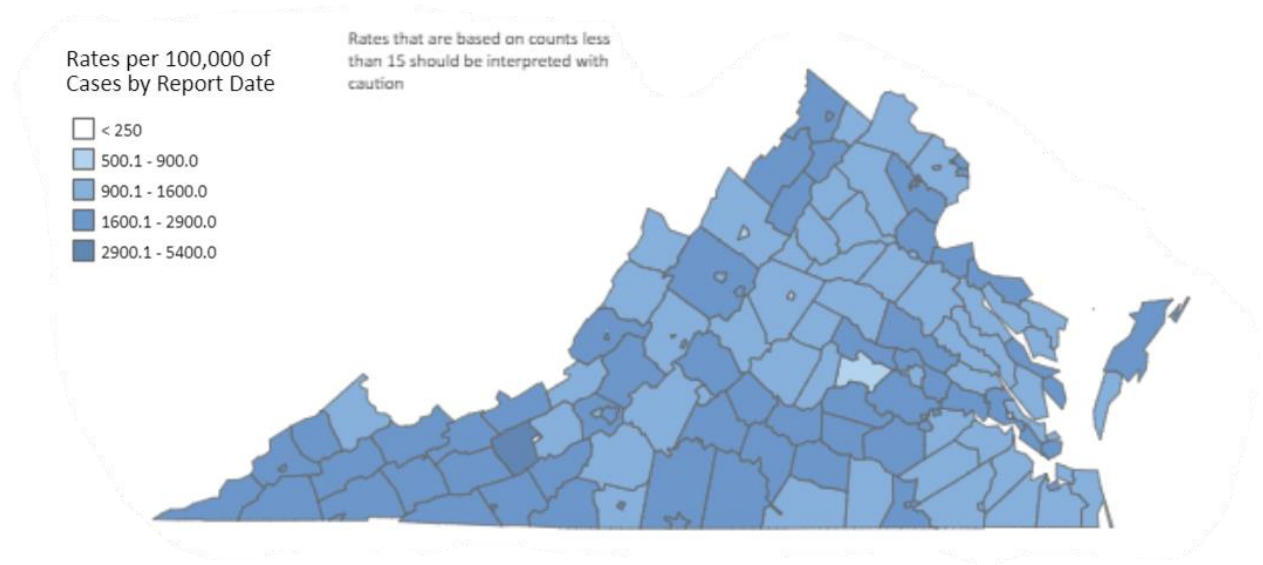 Rates per 100,000 of
Cases by Report Date
Rates that are based on counts less
than 15 should be interpreted with
caution
< 250
500.1 - 900.0
900.1 - 1600.0
1600.1 - 2900.0
2900.1 - 5400.0